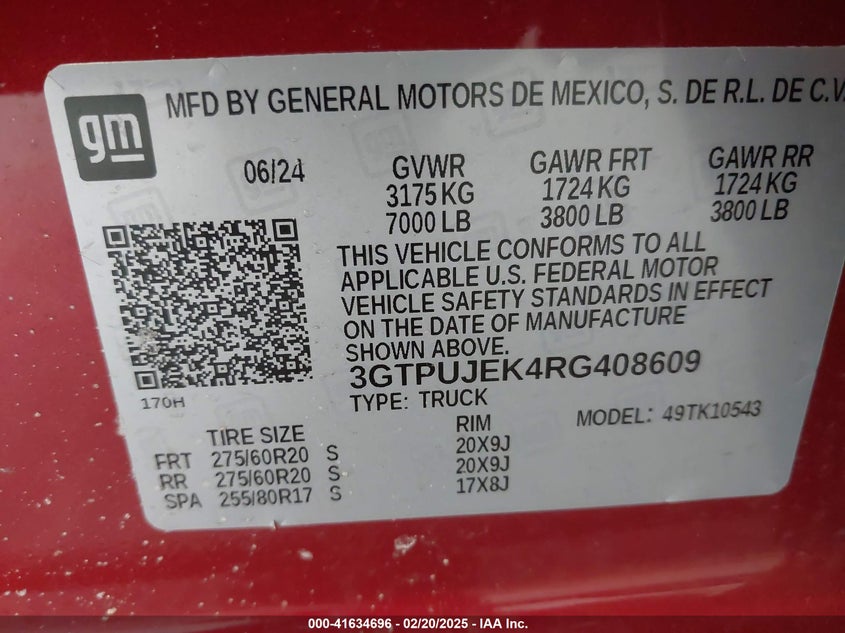 gm
MFD BY GENERAL MOTORS DE MEXICO, S. DE R.L. DE C.V.
06/24 GVWR GAWR FRT GAWR RR
3175 KG 1724 KG 1724 KG
7000 LB 3800 LB 3800 LB
THIS VEHICLE CONFORMS TO ALL
APPLICABLE U.S. FEDERAL MOTOR
VEHICLE SAFETY STANDARDS IN EFFECT
ON THE DATE OF MANUFACTURE
SHOWN ABOVE.
3GTPUJEK4RG408609
170H
TYPE: TRUCK MODEL: 49TK10543
TIRE SIZE RIM
FRT 275/60R20 S 20X9J
RR 275/60R20 S 20X9J
SPA 255/80R17 S 17X8J
000-41634696 — 02/20/2025 — IAA Inc.